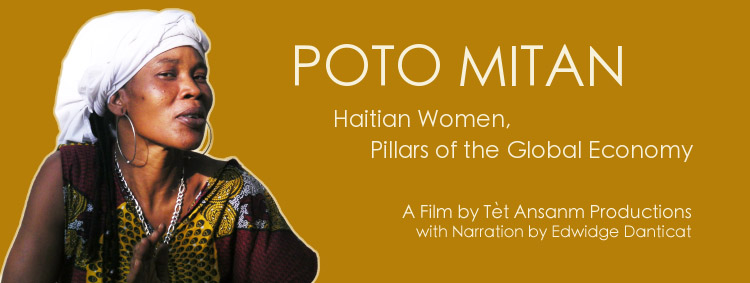 POTO MITAN
Haitian Women,
Pillars of the Global Economy
A Film by Tèt Ansanm Productions
with Narration by Edwidge Danticat